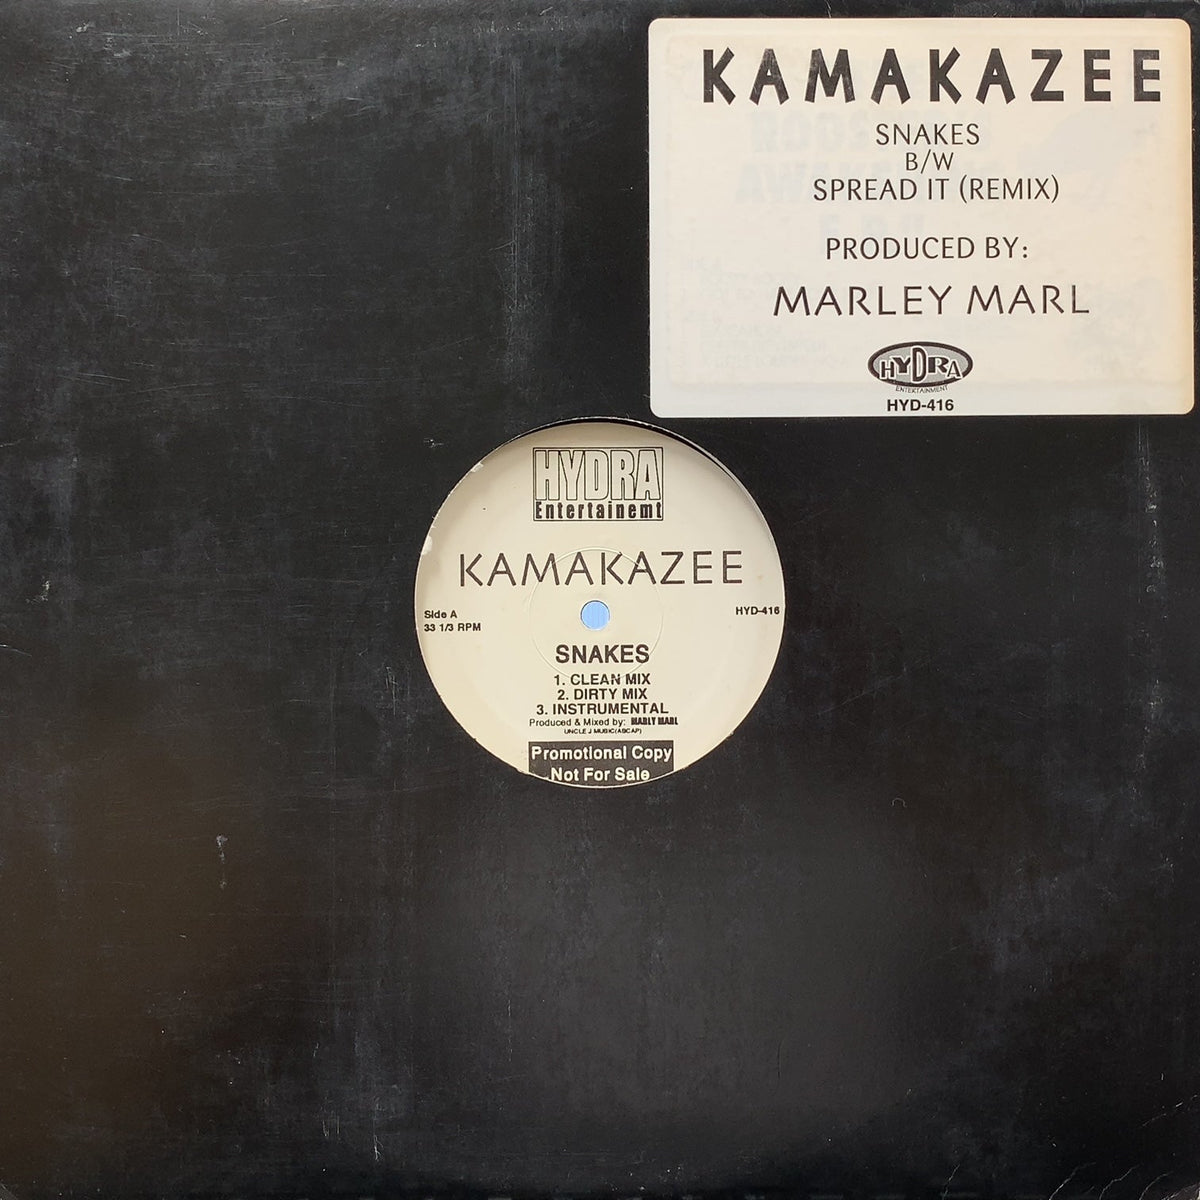 KAMAKAZEE
SNAKES
B/W
SPREAD IT (REMIX)
PRODUCED BY:
MARLEY MARL
HYDRA
ENTERTAINMENT
HYD-416
HYDRA
Entertainemt
KAMAKAZEE
Side A
33 1/3 RPM
HYD-416
SNAKES
1. CLEAN MIX
2. DIRTY MIX
3. INSTRUMENTAL
Produced & Mixed by: MARLY MARL
UNCLE J MUSIC(ASCAP)
Promotional Copy
Not For Sale